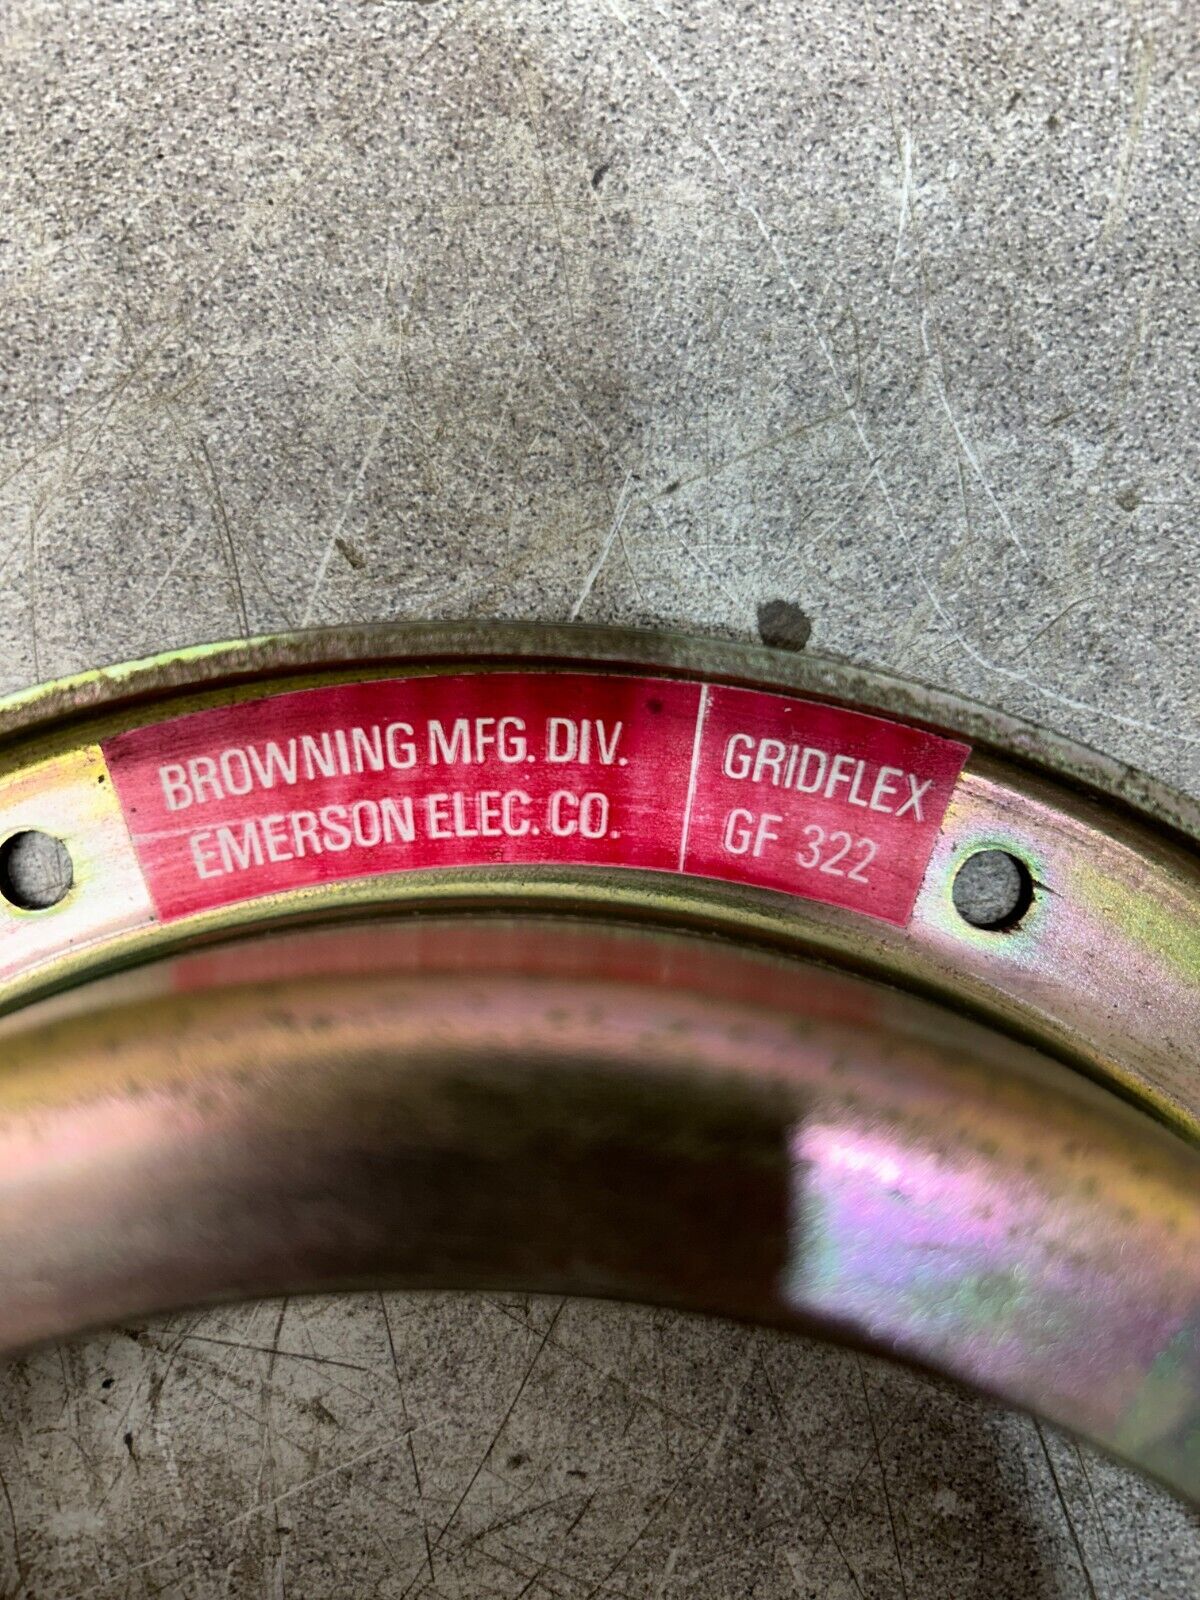 BROWNING MFG. DIV.
EMERSON ELEC. CO.
GRIDFLEX
GF 322